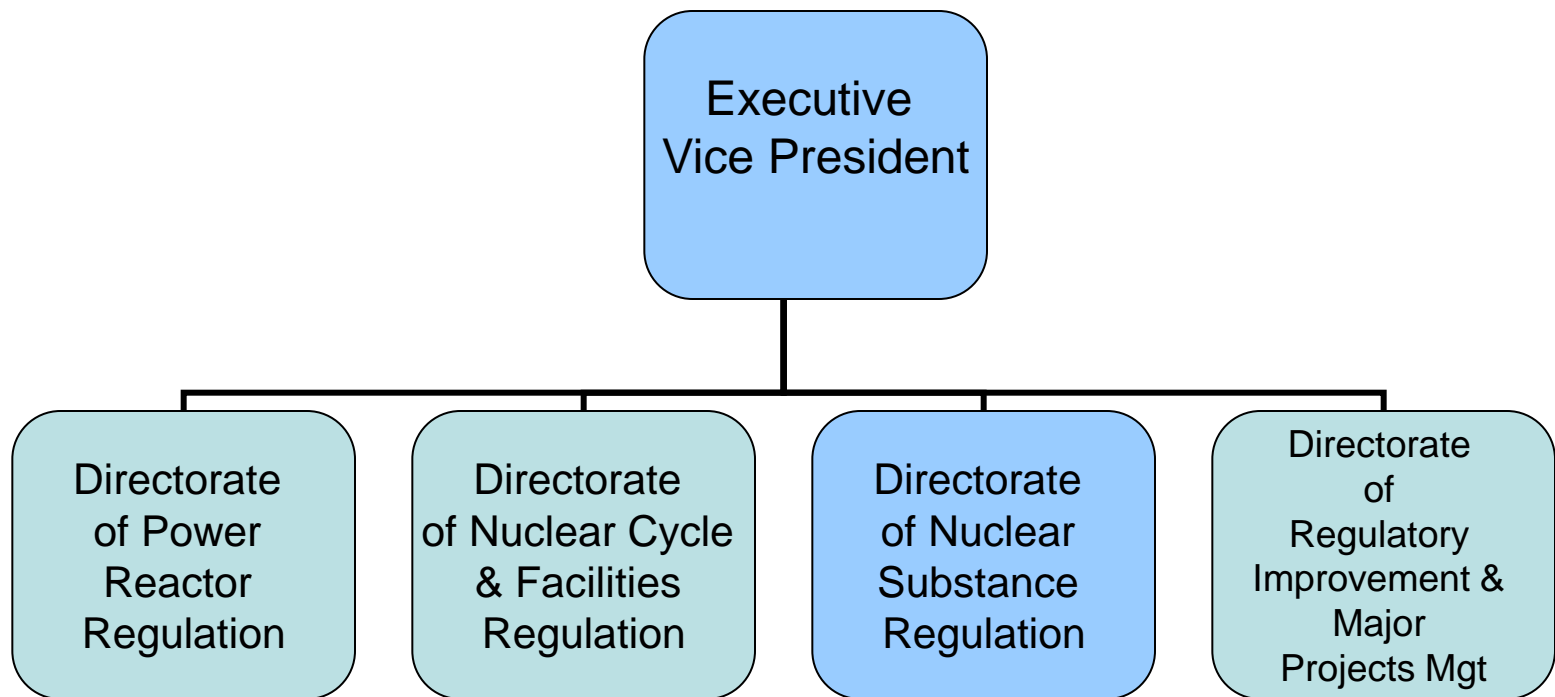 Executive
Vice President
Directorate
of Power
Reactor
Regulation
Directorate
of Nuclear Cycle
& Facilities
Regulation
Directorate
of Nuclear
Substance
Regulation
Directorate
of
Regulatory
Improvement &
Major
Projects Mgt